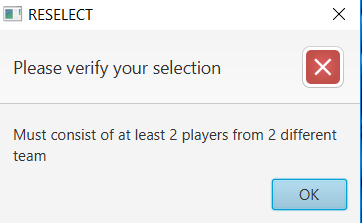 RESELECT
Please verify your selection
Must consist of at least 2 players from 2 different
team
OK